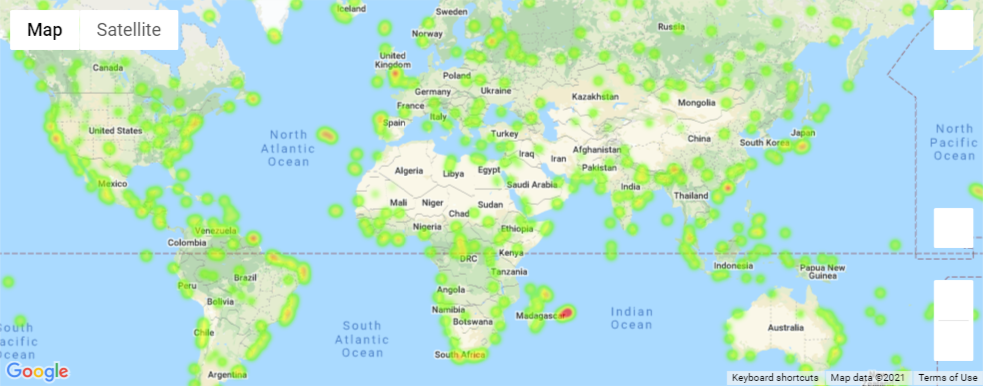 Map Satellite
Iceland
Sweden
Norway
Russia
Canada
United
Kingdom
Poland
Germany
Ukraine
France
Kazakhstan
Mongolia
Italy
Spain
United States
North
Atlantic
Ocean
Turkey
China
South Korea
Japan
North
Pacific
Ocean
Iraq
Iran
Afghanistan
Pakistan
Algeria
Libya
Egypt
Saudi Arabia
India
Mexico
Mali
Niger
Sudan
Chad
Thailand
Nigeria
Ethiopia
Venezuela
Colombia
Kenya
DRC
Indonesia
Papua New
Guinea
Tanzania
Peru
Brazil
Bolivia
Angola
Namibia
Botswana
Madagascar
Indian
Ocean
South
Atlantic
Ocean
South
Pacific
Ocean
Chile
Australia
South Africa
Argentina
Google
Keyboard shortcuts Map data ©2021 Terms of Use